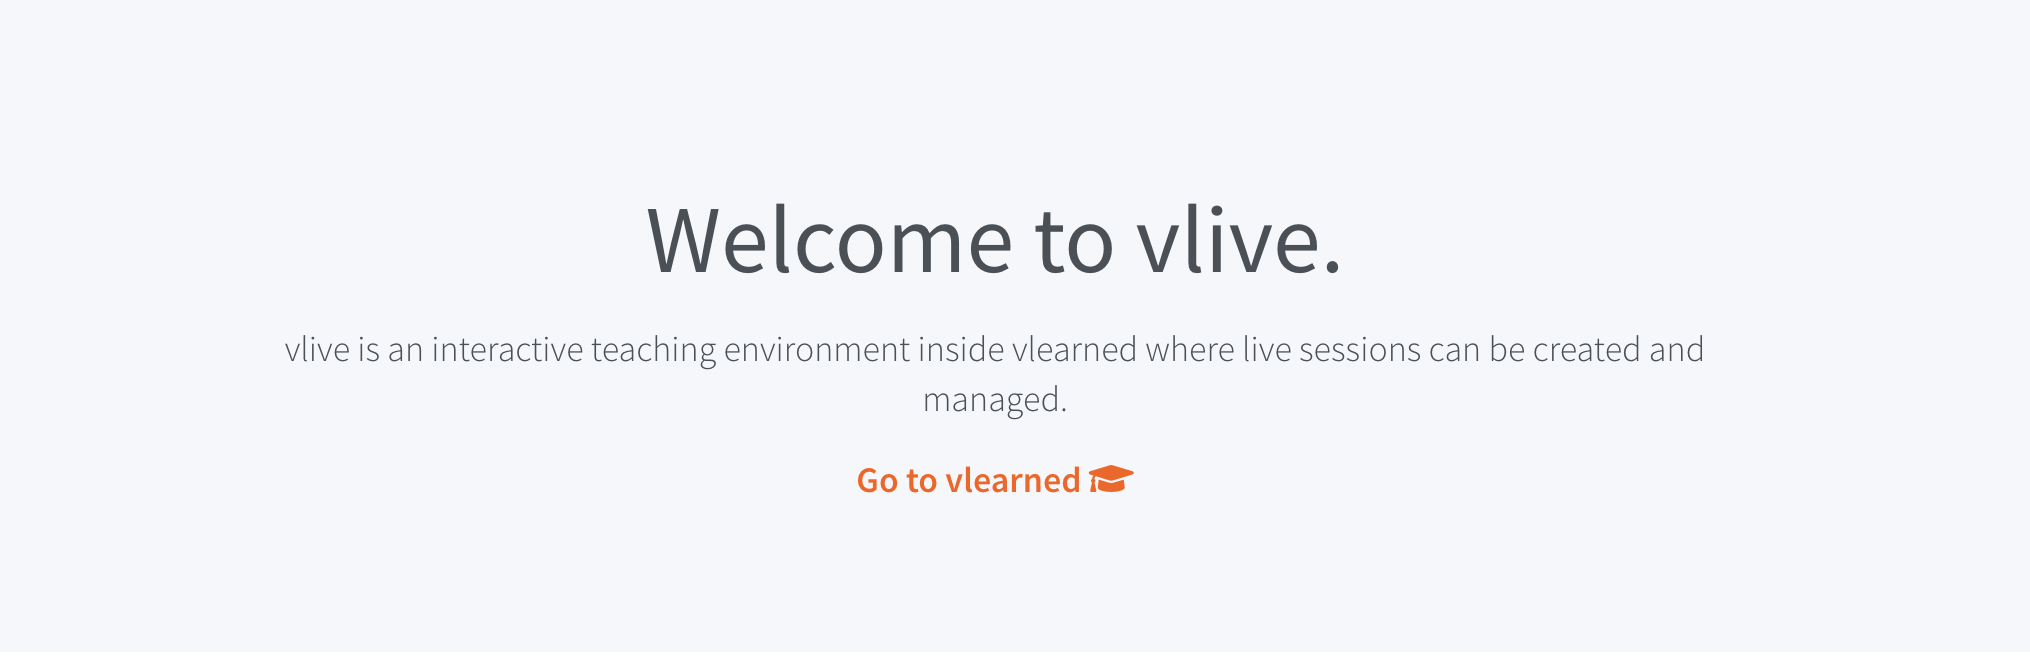 Welcome to vlive.
vlive is an interactive teaching environment inside vlearned where live sessions can be created and
managed.
Go to vlearned